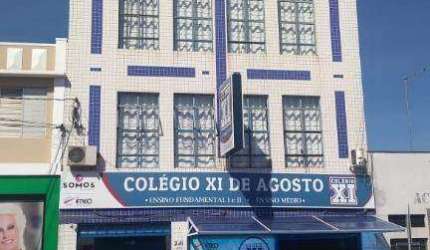 COLÉGIO XI DE AGOSTO
• ENSINO FUNDAMENTAL I e II • ENSINO MÉDIO •
SOMOS
COLÉGIO
XI